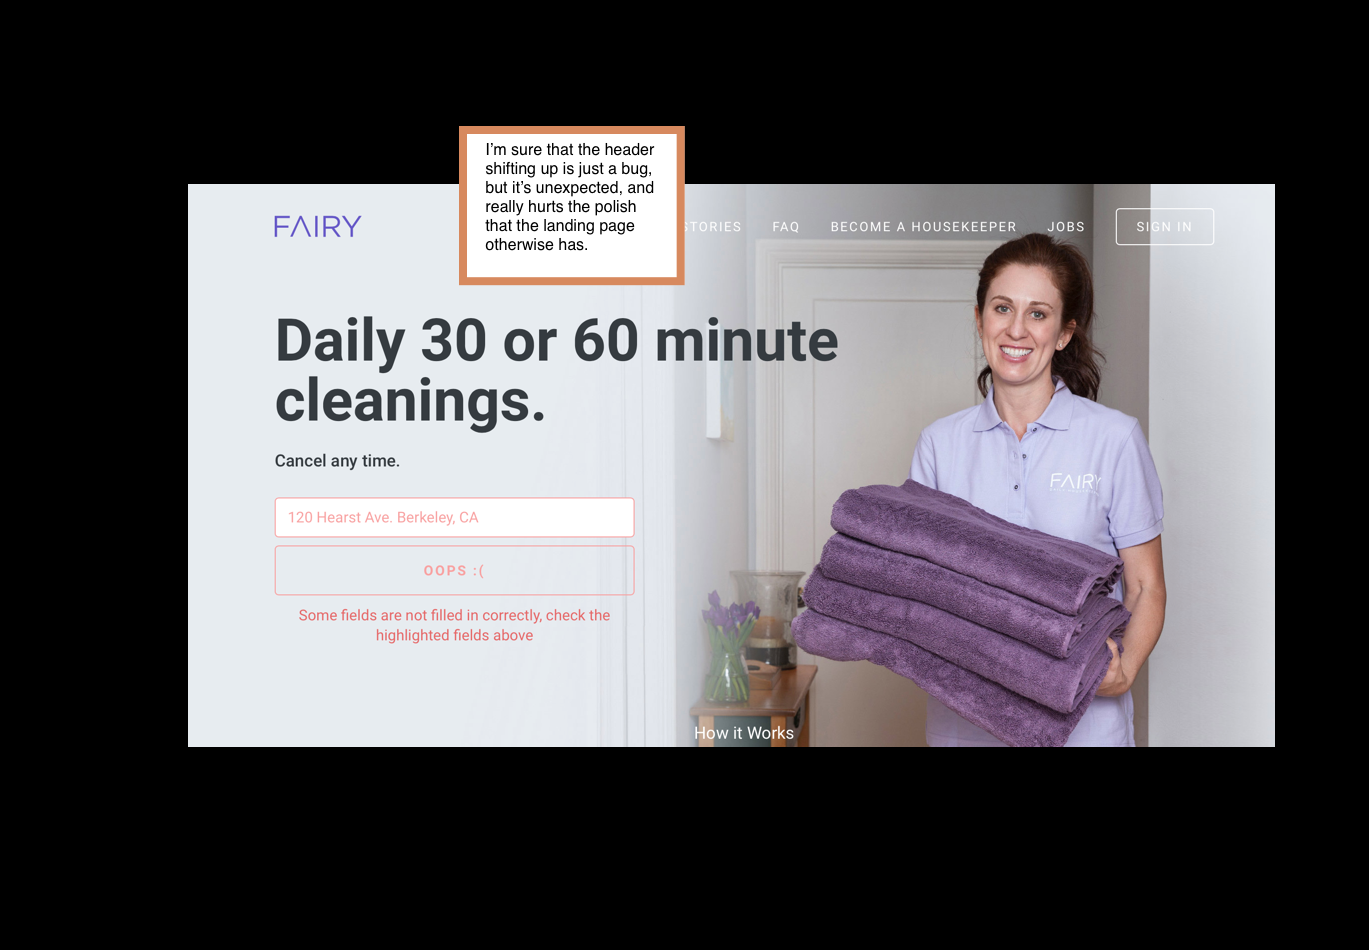 I'm sure that the header
shifting up is just a bug,
but it's unexpected, and
really hurts the polish
that the landing page
otherwise has.
FAIRY
STORIES FAQ BECOME A HOUSEKEEPER JOBS SIGN IN
Daily 30 or 60 minute
cleanings.
Cancel any time.
FAIRY
120 Hearst Ave. Berkeley, CA
OOPS :(
Some fields are not filled in correctly, check the
highlighted fields above
How it Works